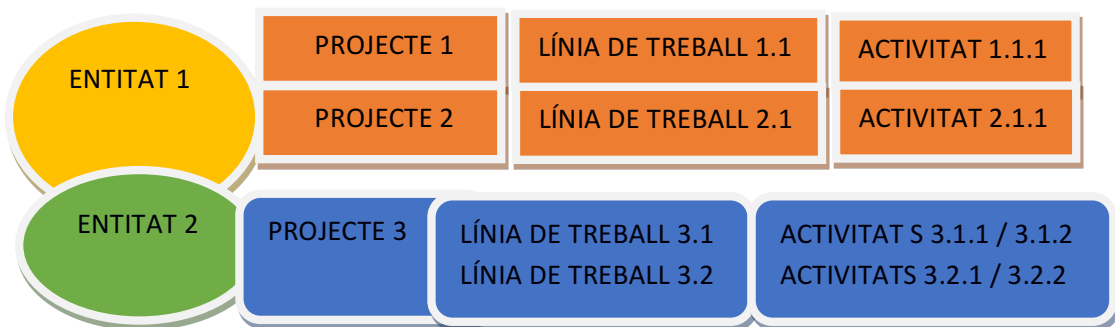 ENTITAT 1
PROJECTE 1
LÍNIA DE TREBALL 1.1
ACTIVITAT 1.1.1
PROJECTE 2
LÍNIA DE TREBALL 2.1
ACTIVITAT 2.1.1
ENTITAT 2
PROJECTE 3
LÍNIA DE TREBALL 3.1
LÍNIA DE TREBALL 3.2
ACTIVITAT S 3.1.1 / 3.1.2
ACTIVITATS 3.2.1 / 3.2.2